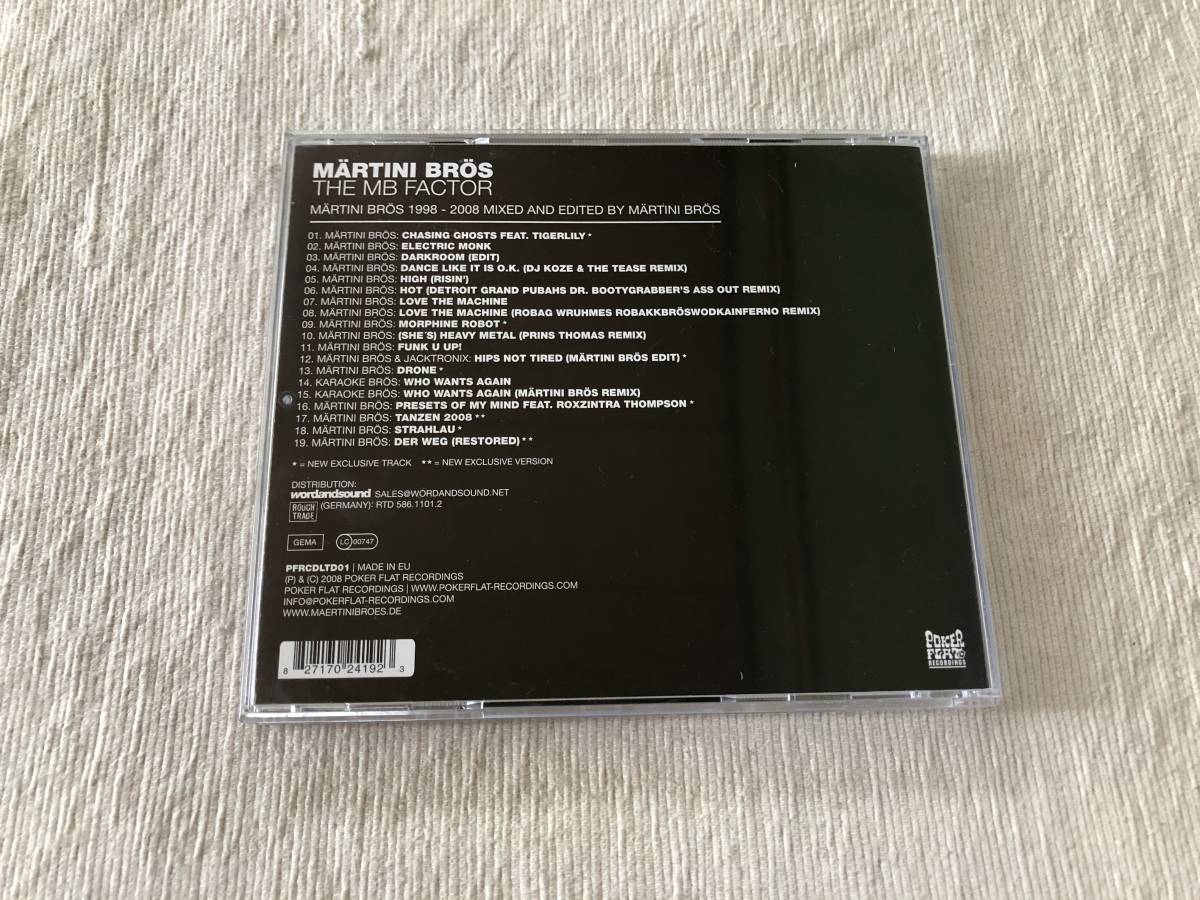 MÄRTINI BRÖS
THE MB FACTOR
MÄRTINI BRÖS 1998 - 2008 MIXED AND EDITED BY MÄRTINI BRÖS
01. MÄRTINI BRÖS: CHASING GHOSTS FEAT. TIGERLILY *
02. MÄRTINI BRÖS: ELECTRIC MONK
03. MÄRTINI BRÖS: DARKROOM (EDIT)
04. MÄRTINI BRÖS: DANCE LIKE IT IS O.K. (DJ KOZE & THE TEASE REMIX)
05. MÄRTINI BRÖS: HIGH (RISIN')
06. MÄRTINI BRÖS: HOT (DETROIT GRAND PUBAHS DR. BOOTYGRABBER'S ASS OUT REMIX)
07. MÄRTINI BRÖS: LOVE THE MACHINE
08. MÄRTINI BRÖS: LOVE THE MACHINE (ROBAG WRUHMES ROBAKKBRÖSWODKAINFERNO REMIX)
09. MÄRTINI BRÖS: MORPHINE ROBOT *
10. MÄRTINI BRÖS: (SHE´S) HEAVY METAL (PRINS THOMAS REMIX)
11. MÄRTINI BRÖS: FUNK U UP!
12. MÄRTINI BRÖS & JACKTRONIX: HIPS NOT TIRED (MÄRTINI BRÖS EDIT) *
13. MÄRTINI BRÖS: DRONE *
14. KARAOKE BRÖS: WHO WANTS AGAIN
15. KARAOKE BRÖS: WHO WANTS AGAIN (MÄRTINI BRÖS REMIX)
16. MÄRTINI BRÖS: PRESETS OF MY MIND FEAT. ROXZINTRA THOMPSON *
17. MÄRTINI BRÖS: TANZEN 2008 **
18. MÄRTINI BRÖS: STRAHLAU *
19. MÄRTINI BRÖS: DER WEG (RESTORED) **
* = NEW EXCLUSIVE TRACK ** = NEW EXCLUSIVE VERSION
DISTRIBUTION:
wordandsound SALES@WORDANDSOUND.NET
ROUGH TRADE (GERMANY): RTD 586.1101.2
GEMA LC 00747
PFRCDLTD01 | MADE IN EU
(P) & (C) 2008 POKER FLAT RECORDINGS
POKER FLAT RECORDINGS | WWW.POKERFLAT-RECORDINGS.COM
INFO@POKERFLAT-RECORDINGS.COM
WWW.MAERTINIBROES.DE
8 27170 24192 3
POKER
FLAT
RECORDINGS